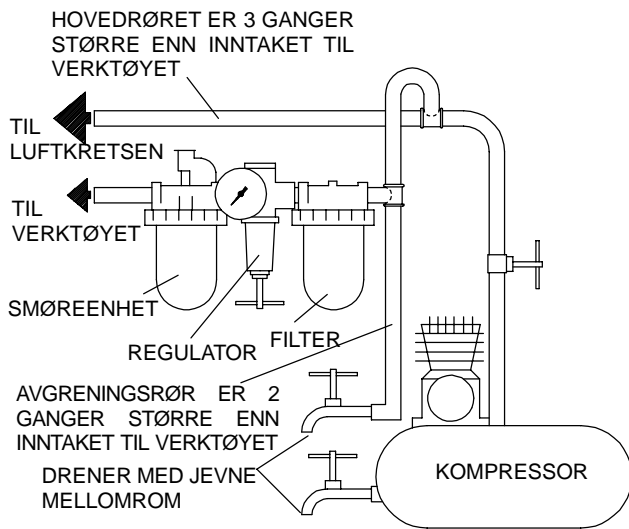 HOVEDRØRET ER 3 GANGER
STØRRE ENN INNTAKET TIL
VERKTØYET
TIL
LUFTKRETSEN
TIL
VERKTØYET
SMØREENHET
REGULATOR
FILTER
AVGRENINGSRØR ER 2
GANGER STØRRE ENN
INNTAKET TIL VERKTØYET
DRENER MED JEVNE
MELLOMROM
KOMPRESSOR